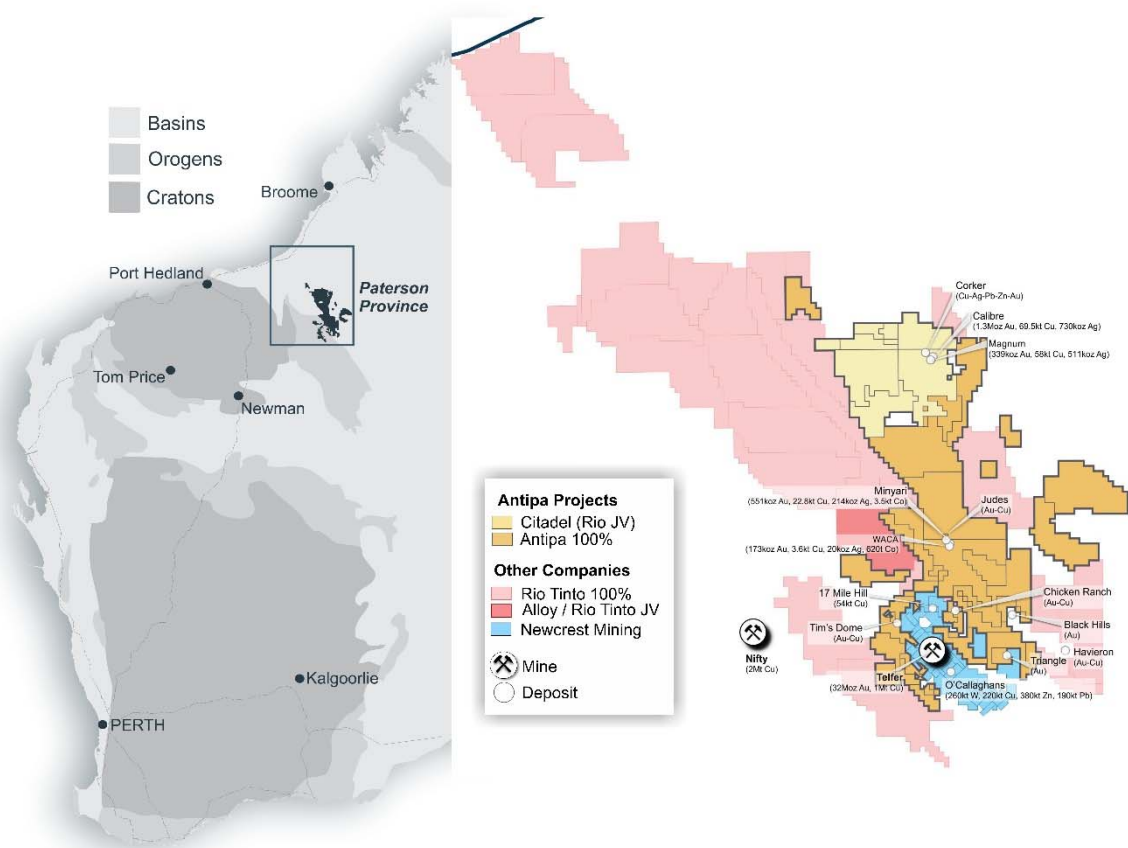 Basins
Orogens
Cratons
Broome
Port Hedland
Paterson
Province
Tom Price
Newman
Kalgoorlie
PERTH
Antipa Projects
Citadel (Rio JV)
Antipa 100%
Other Companies
Rio Tinto 100%
Alloy / Rio Tinto JV
Newcrest Mining
Mine
Deposit
Corker
(Cu-Ag-Pb-Zn-Au)
Calibre
(1.3Moz Au, 69.5kt Cu, 730koz Ag)
Magnum
(339koz Au, 58kt Cu, 511koz Ag)
Minyari
(551koz Au, 22.8kt Cu, 214koz Ag, 3.5kt Co)
Judes
(Au-Cu)
WACA
(173koz Au, 3.6kt Cu, 20koz Ag, 620t Co)
17 Mile Hill
(54kt Cu)
Chicken Ranch
(Au-Cu)
Tim's Dome
(Au-Cu)
Black Hills
(Au)
Nifty
(2Mt Cu)
Havieron
(Au-Cu)
Triangle
(Au)
Telfer
(32Moz Au, 1Mt Cu)
O'Callaghans
(260kt W, 220kt Cu, 380kt Zn, 190kt Pb)